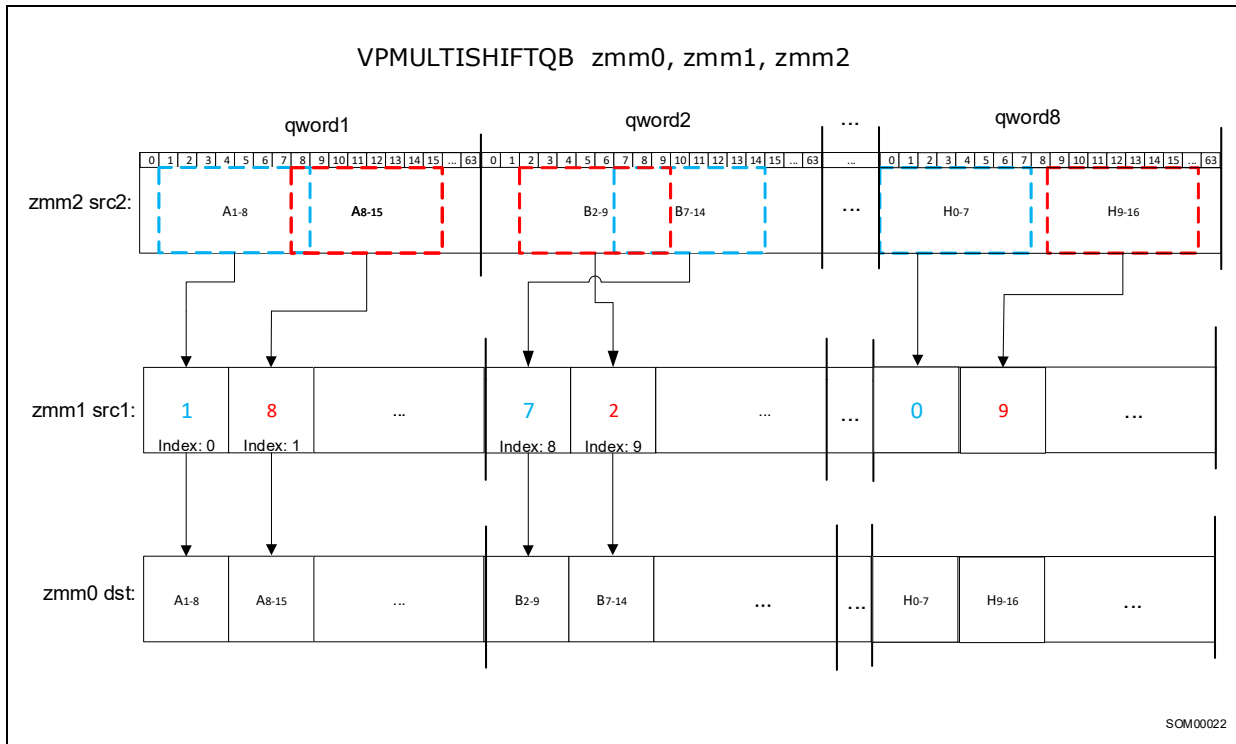 VPMULTISHIFTQB zmm0, zmm1, zmm2
qword1 qword2 ... qword8
0 1 2 3 4 5 6 7 8 9 10 11 12 13 14 15 ... 63 0 1 2 3 4 5 6 7 8 9 10 11 12 13 14 15 ... 63 ... 0 1 2 3 4 5 6 7 8 9 10 11 12 13 14 15 ... 63
zmm2 src2: A1-8 A8-15 B2-9 B7-14 ... H0-7 H9-16
zmm1 src1: 1 8 ... 7 2 ... ... 0 9 ...
Index: 0 Index: 1 Index: 8 Index: 9
zmm0 dst: A1-8 A8-15 ... B2-9 B7-14 ... ... H0-7 H9-16 ...
SOM00022